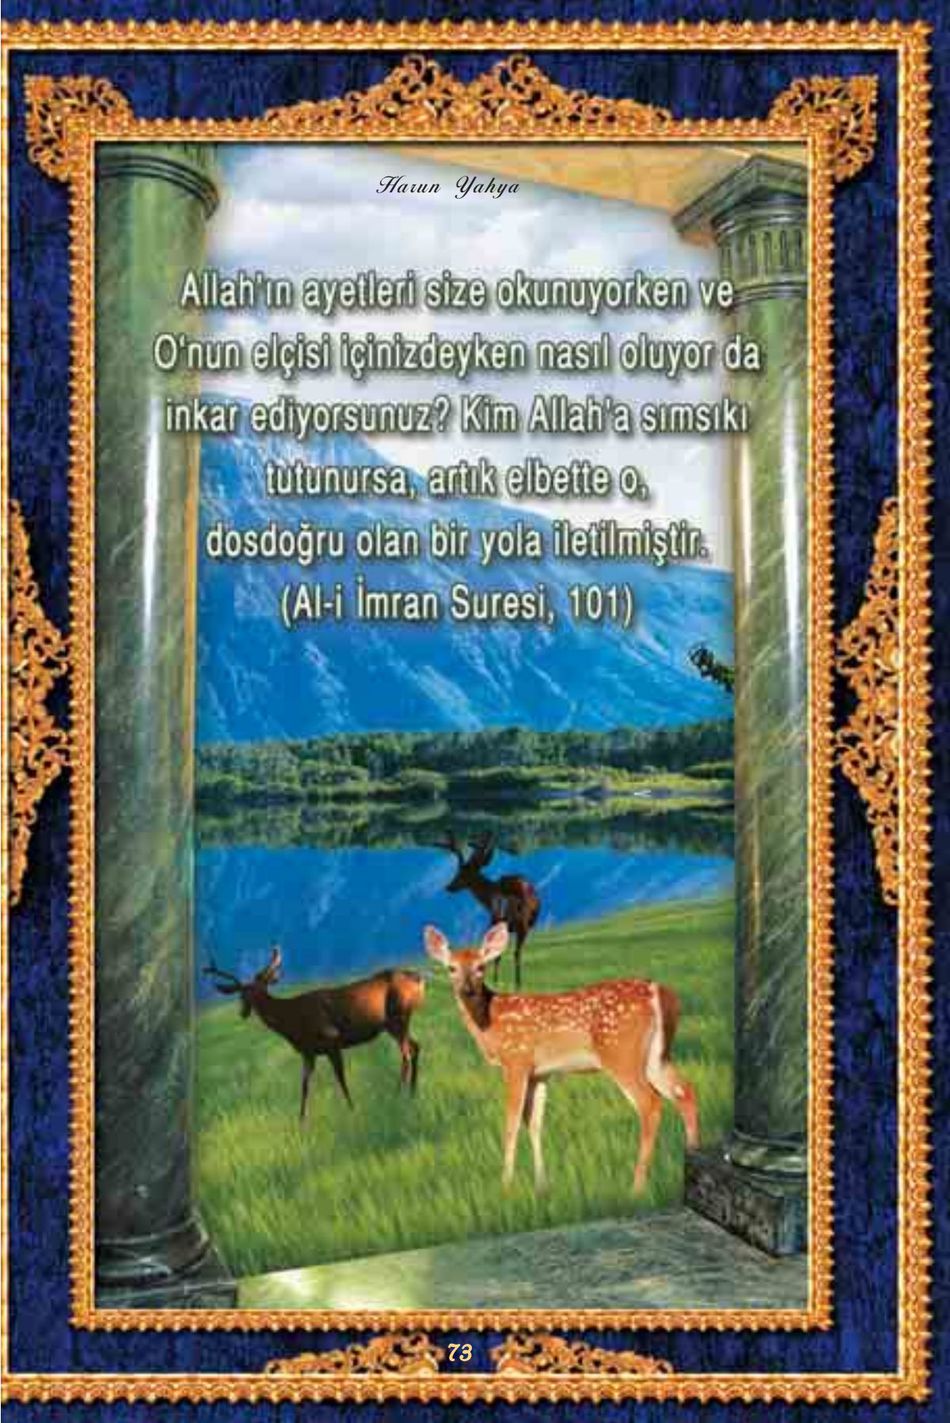 Harun Yahya
Allah'ın ayetleri size okunuyorken ve
O'nun elçisi içinizdeyken nasıl oluyor da
inkar ediyorsunuz? Kim Allah'a sımsıkı
tutunursa, artık elbette o,
dosdoğru olan bir yola iletilmiştir.
(Al-i İmran Suresi, 101)
73